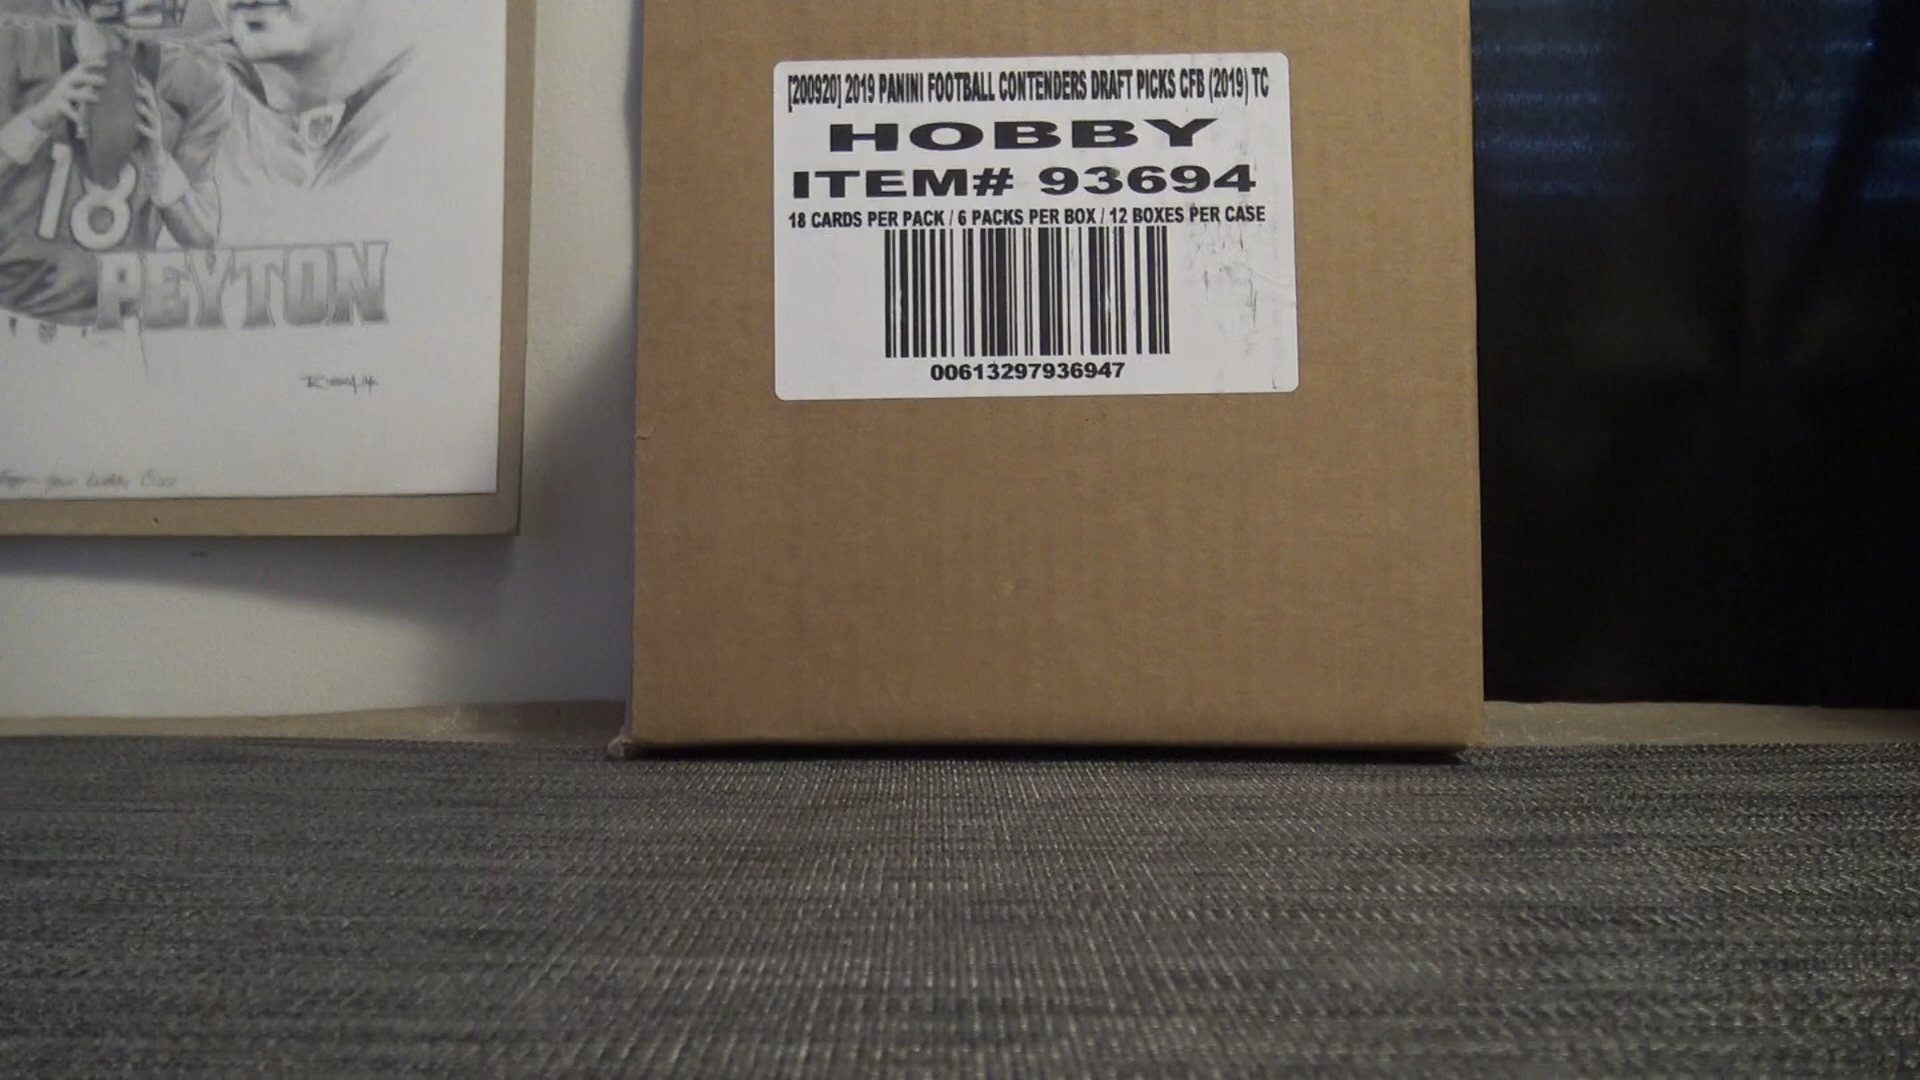 18
PEYTON
[200920] 2019 PANINI FOOTBALL CONTENDERS DRAFT PICKS CFB (2019) TC
HOBBY
ITEM# 93694
18 CARDS PER PACK / 6 PACKS PER BOX / 12 BOXES PER CASE
00613297936947